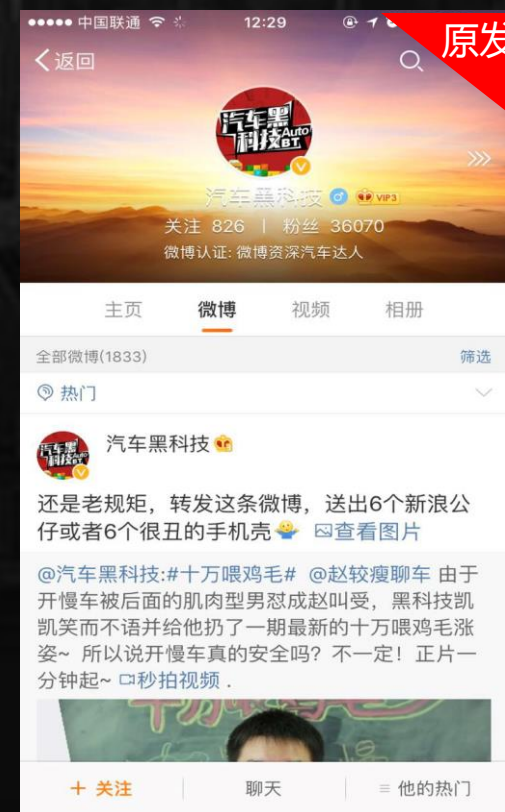 中国联通 12:29
原发
返回
汽车黑
科技Auto
BT.
汽车黑科技 VIP 3
关注 826 | 粉丝 36070
微博认证: 微博资深汽车达人
主页 微博 视频 相册
全部微博(1833) 筛选
热门
汽车黑科技
还是老规矩，转发这条微博，送出6个新浪公
仔或者6个很丑的手机壳 查看图片
@汽车黑科技:#十万喂鸡毛# @赵较瘦聊车 由于
开慢车被后面的肌肉型男怼成赵叫受，黑科技凯
凯笑而不语并给他扔了一期最新的十万喂鸡毛涨
姿~ 所以说开慢车真的安全吗？不一定！正片一
分钟起~ 秒拍视频 .
+ 关注 聊天 他的热门